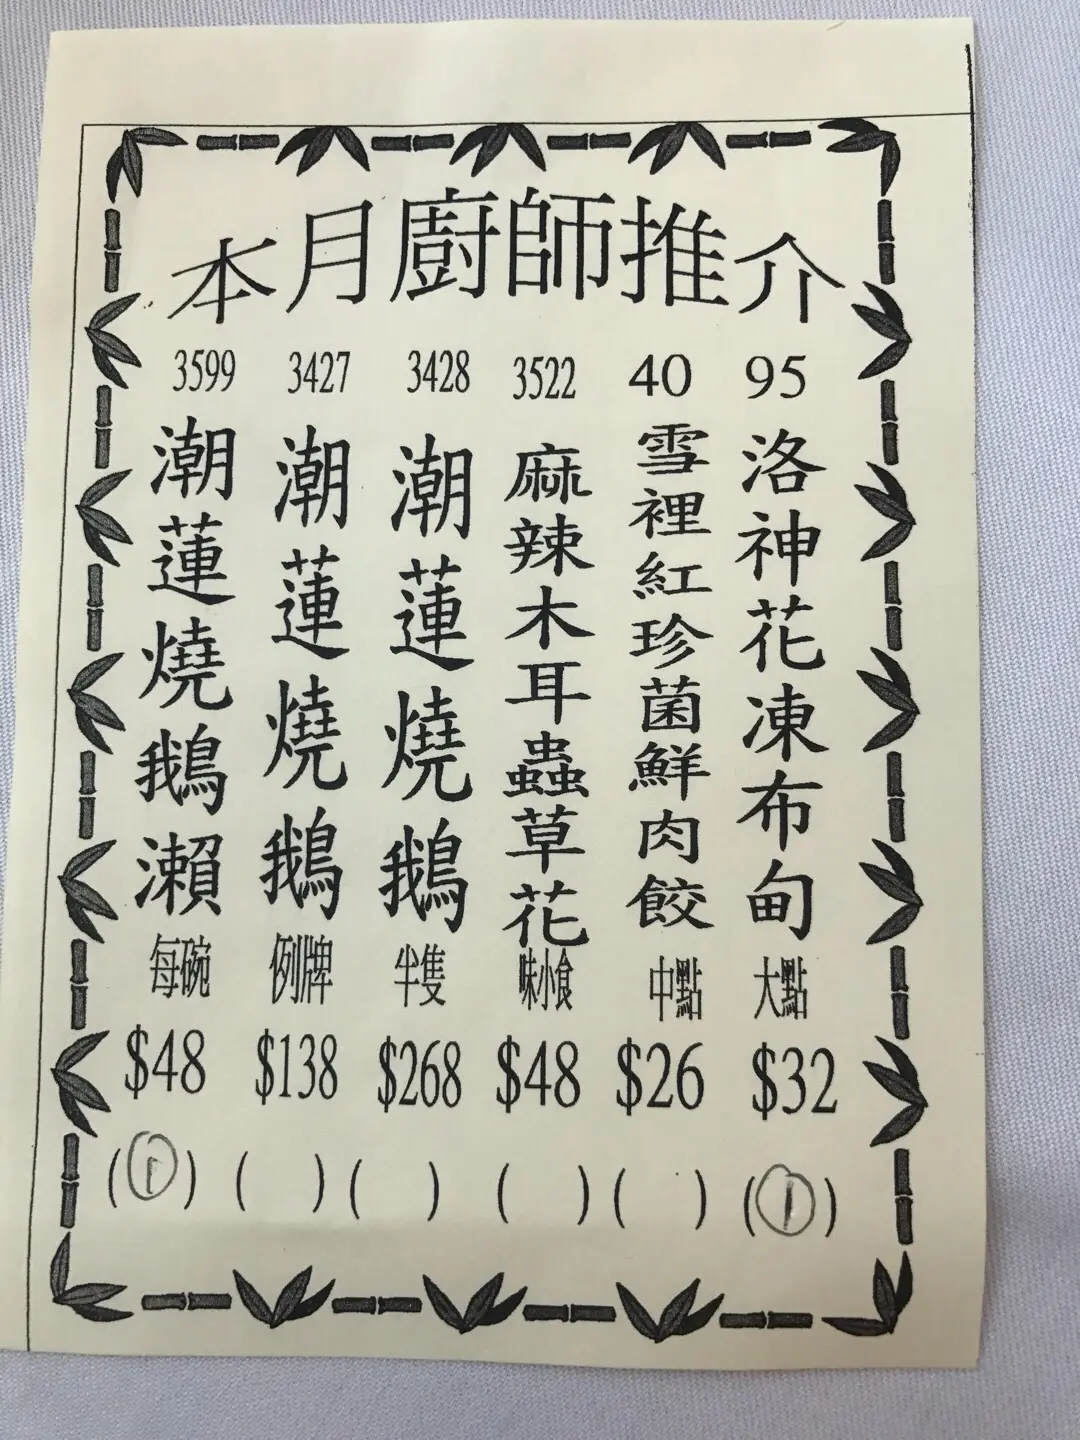 本月廚師推介
95
洛神花凍布甸
大點
$32
(1)
40
雪裡紅珍菌鮮肉餃
中點
$26
( )
3522
麻辣木耳蟲草花
味小食
$48
( )
3428
潮蓮燒鵝
半隻
$268
( )
3427
潮蓮燒鵝
例牌
$138
( )
3599
潮蓮燒鵝瀨
每碗
$48
(1)